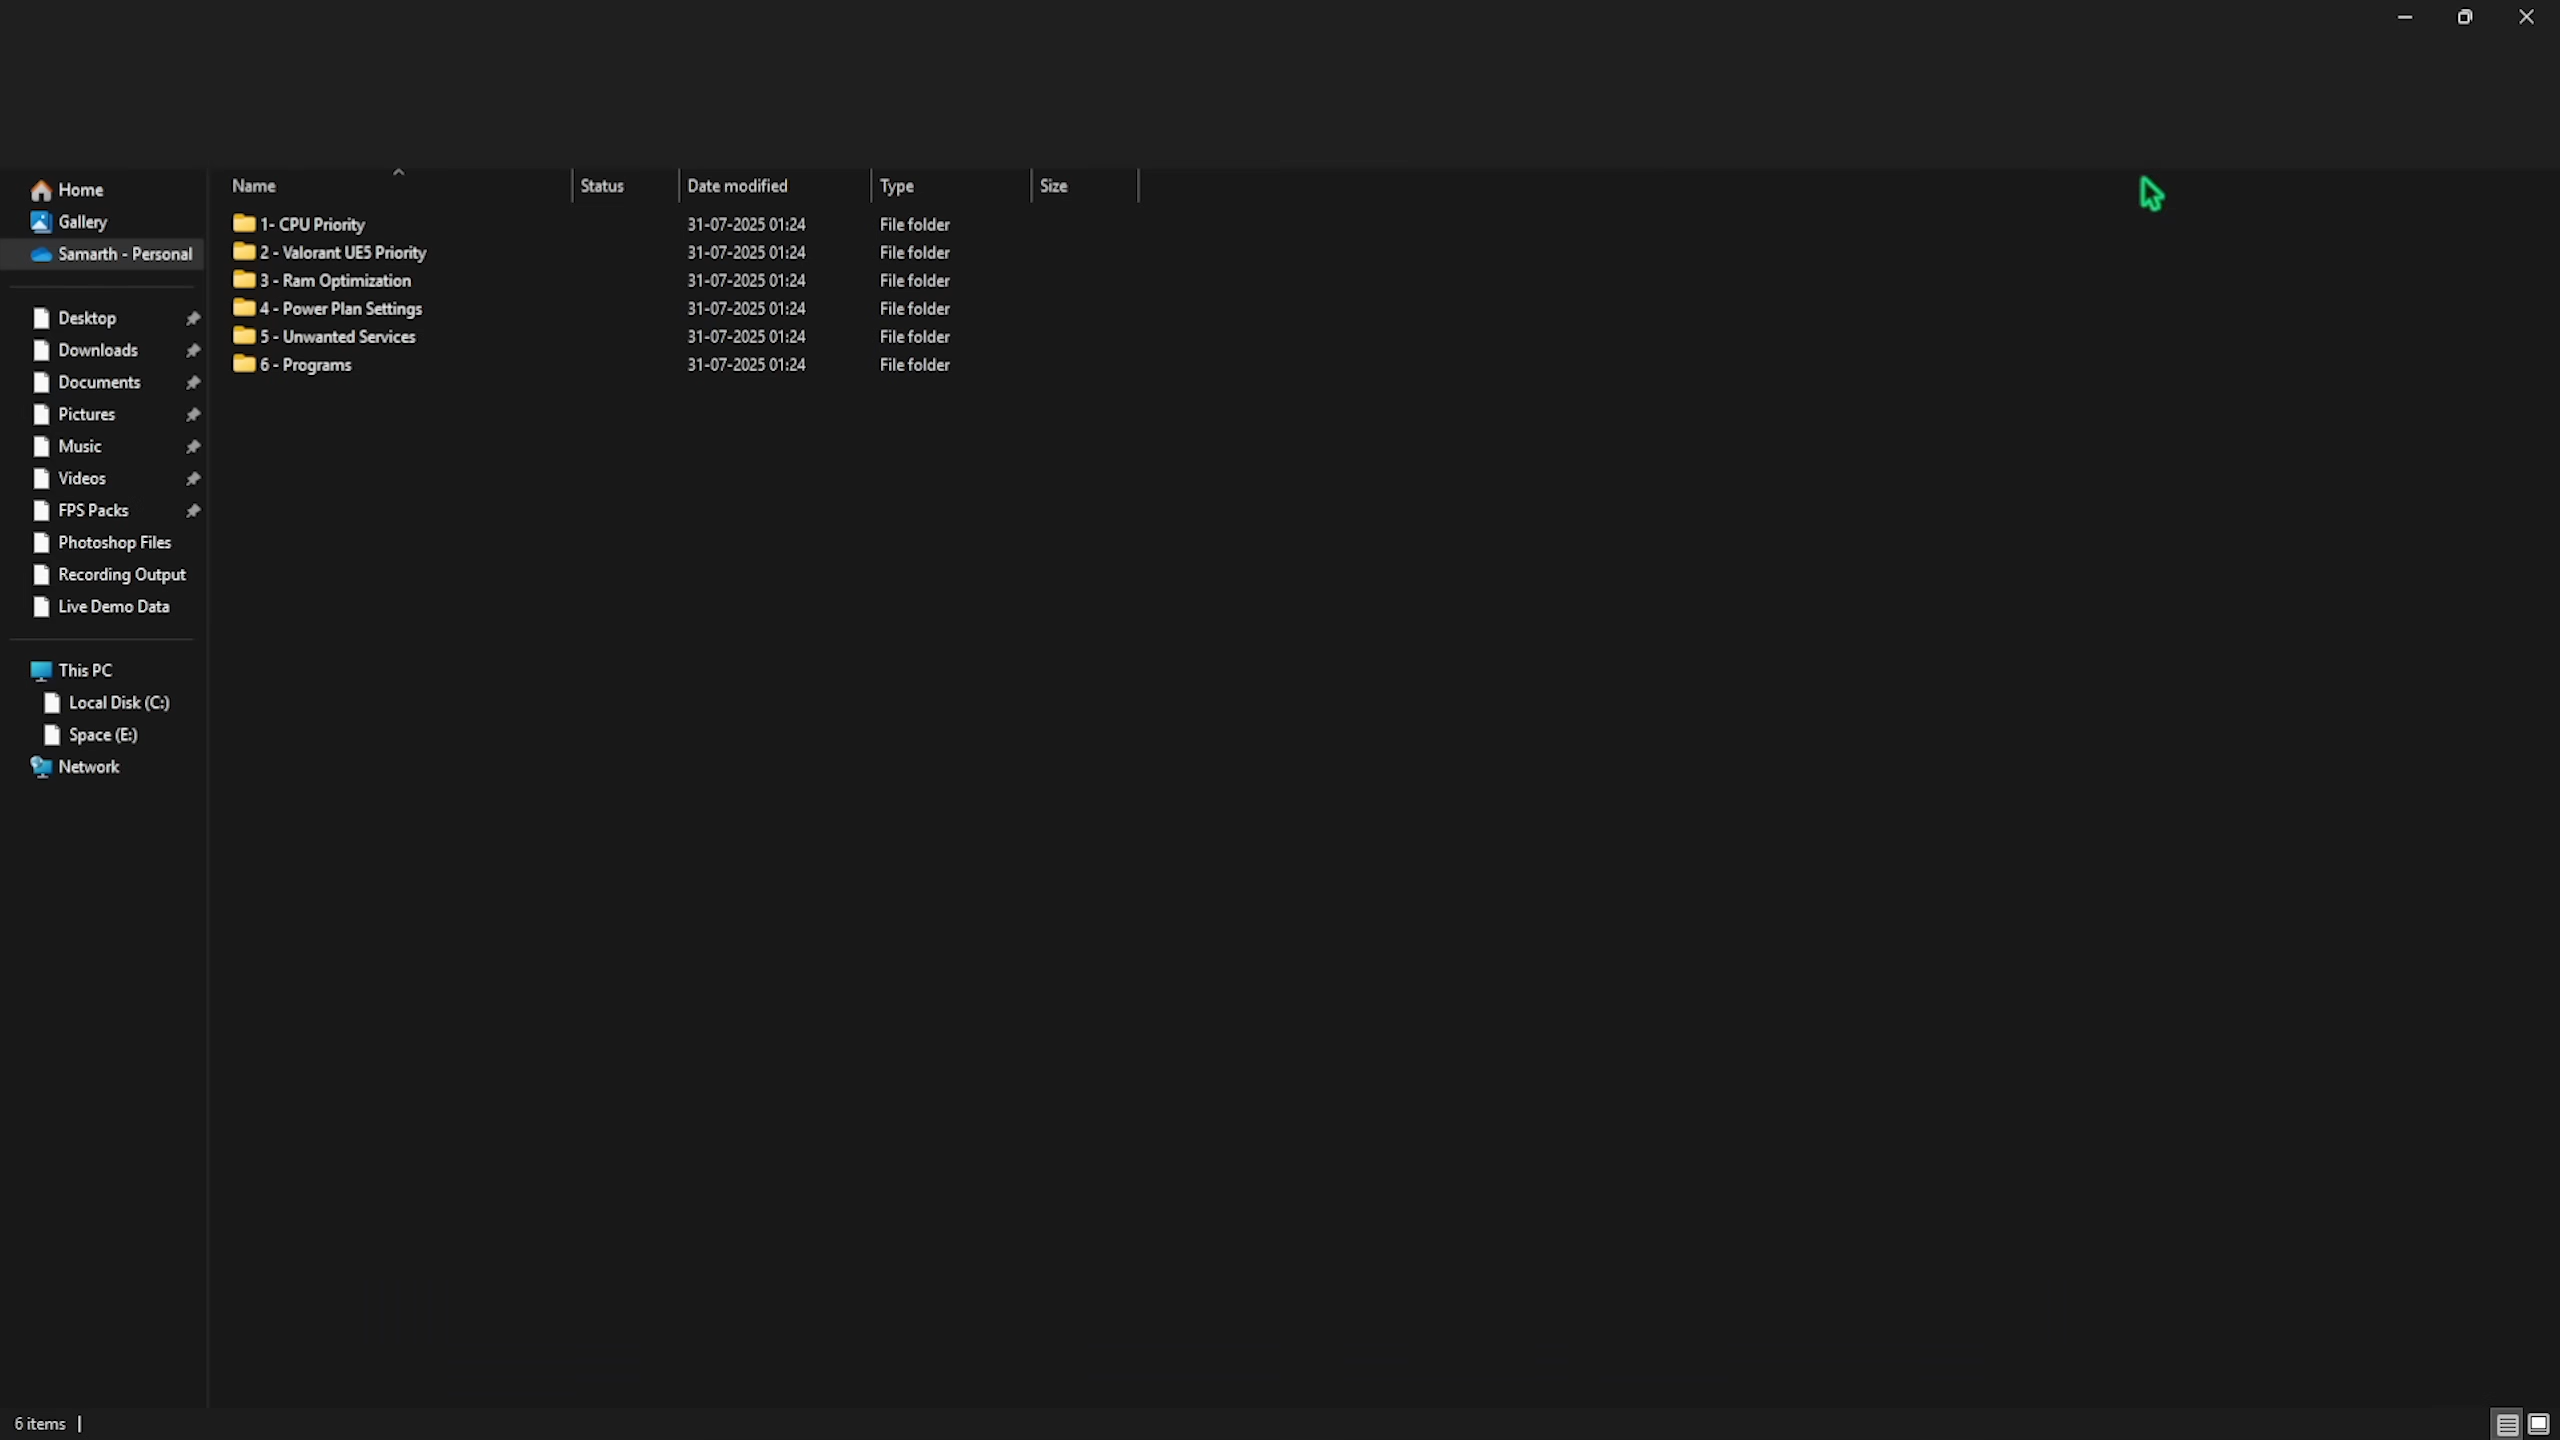 Home
Gallery
Samarth - Personal
Desktop
Downloads
Documents
Pictures
Music
Videos
FPS Packs
Photoshop Files
Recording Output
Live Demo Data
This PC
Local Disk (C:)
Space (E:)
Network
Name Status Date modified Type Size
1- CPU Priority 31-07-2025 01:24 File folder
2 - Valorant UE5 Priority 31-07-2025 01:24 File folder
3 - Ram Optimization 31-07-2025 01:24 File folder
4 - Power Plan Settings 31-07-2025 01:24 File folder
5 - Unwanted Services 31-07-2025 01:24 File folder
6 - Programs 31-07-2025 01:24 File folder
6 items